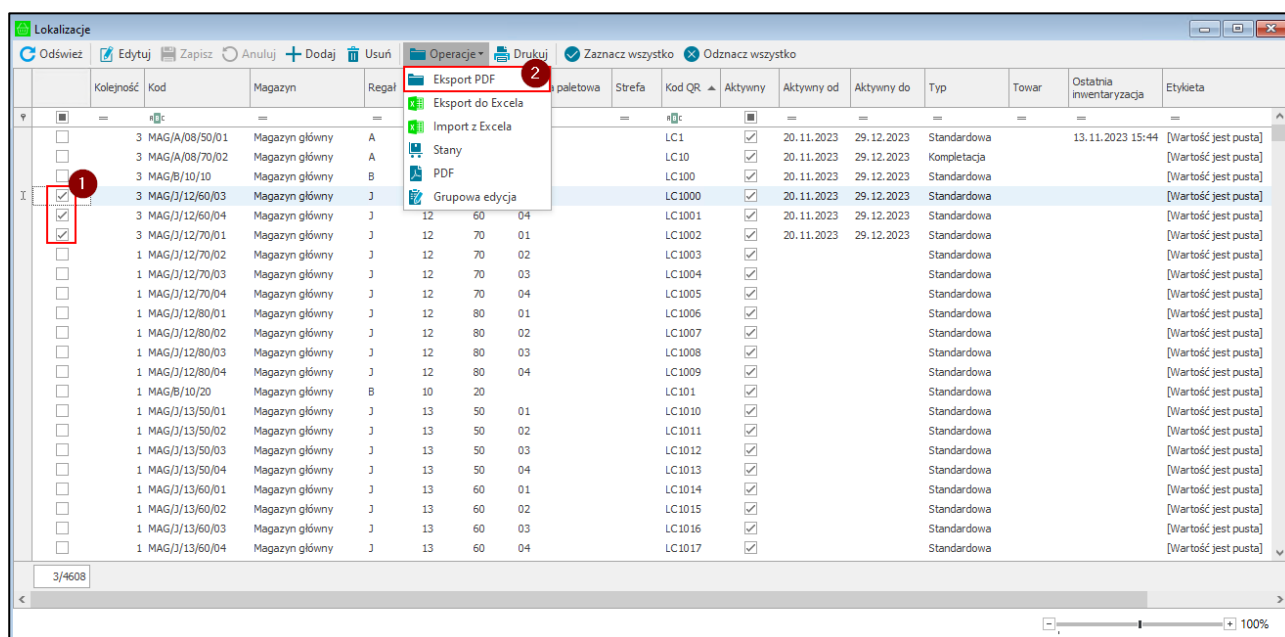 Lokalizacje
Odśwież Edytuj Zapisz Anuluj Dodaj Usuń Operacje Drukuj Zaznacz wszystko Odznacz wszystko
Eksport PDF 2
Eksport do Excela
Import z Excela
Stany
PDF
Grupowa edycja
Kolejność Kod Magazyn Regał paletowa Strefa Kod QR Aktywny Aktywny od Aktywny do Typ Towar Ostatnia inwentaryzacja Etykieta
3 MAG/A/08/50/01 Magazyn główny A LC1 20.11.2023 29.12.2023 Standardowa 13.11.2023 15:44 [Wartość jest pusta]
3 MAG/A/08/70/02 Magazyn główny A LC10 20.11.2023 29.12.2023 Kompletacja [Wartość jest pusta]
3 MAG/B/10/10 Magazyn główny B LC100 20.11.2023 29.12.2023 Standardowa [Wartość jest pusta]
1
3 MAG/J/12/60/03 Magazyn główny J LC1000 20.11.2023 29.12.2023 Standardowa [Wartość jest pusta]
3 MAG/J/12/60/04 Magazyn główny J 12 60 04 LC1001 20.11.2023 29.12.2023 Standardowa [Wartość jest pusta]
3 MAG/J/12/70/01 Magazyn główny J 12 70 01 LC1002 20.11.2023 29.12.2023 Standardowa [Wartość jest pusta]
1 MAG/J/12/70/02 Magazyn główny J 12 70 02 LC1003 Standardowa [Wartość jest pusta]
1 MAG/J/12/70/03 Magazyn główny J 12 70 03 LC1004 Standardowa [Wartość jest pusta]
1 MAG/J/12/70/04 Magazyn główny J 12 70 04 LC1005 Standardowa [Wartość jest pusta]
1 MAG/J/12/80/01 Magazyn główny J 12 80 01 LC1006 Standardowa [Wartość jest pusta]
1 MAG/J/12/80/02 Magazyn główny J 12 80 02 LC1007 Standardowa [Wartość jest pusta]
1 MAG/J/12/80/03 Magazyn główny J 12 80 03 LC1008 Standardowa [Wartość jest pusta]
1 MAG/J/12/80/04 Magazyn główny J 12 80 04 LC1009 Standardowa [Wartość jest pusta]
1 MAG/B/10/20 Magazyn główny B 10 20 LC101 Standardowa [Wartość jest pusta]
1 MAG/J/13/50/01 Magazyn główny J 13 50 01 LC1010 Standardowa [Wartość jest pusta]
1 MAG/J/13/50/02 Magazyn główny J 13 50 02 LC1011 Standardowa [Wartość jest pusta]
1 MAG/J/13/50/03 Magazyn główny J 13 50 03 LC1012 Standardowa [Wartość jest pusta]
1 MAG/J/13/50/04 Magazyn główny J 13 50 04 LC1013 Standardowa [Wartość jest pusta]
1 MAG/J/13/60/01 Magazyn główny J 13 60 01 LC1014 Standardowa [Wartość jest pusta]
1 MAG/J/13/60/02 Magazyn główny J 13 60 02 LC1015 Standardowa [Wartość jest pusta]
1 MAG/J/13/60/03 Magazyn główny J 13 60 03 LC1016 Standardowa [Wartość jest pusta]
1 MAG/J/13/60/04 Magazyn główny J 13 60 04 LC1017 Standardowa [Wartość jest pusta]
3/4608
100%